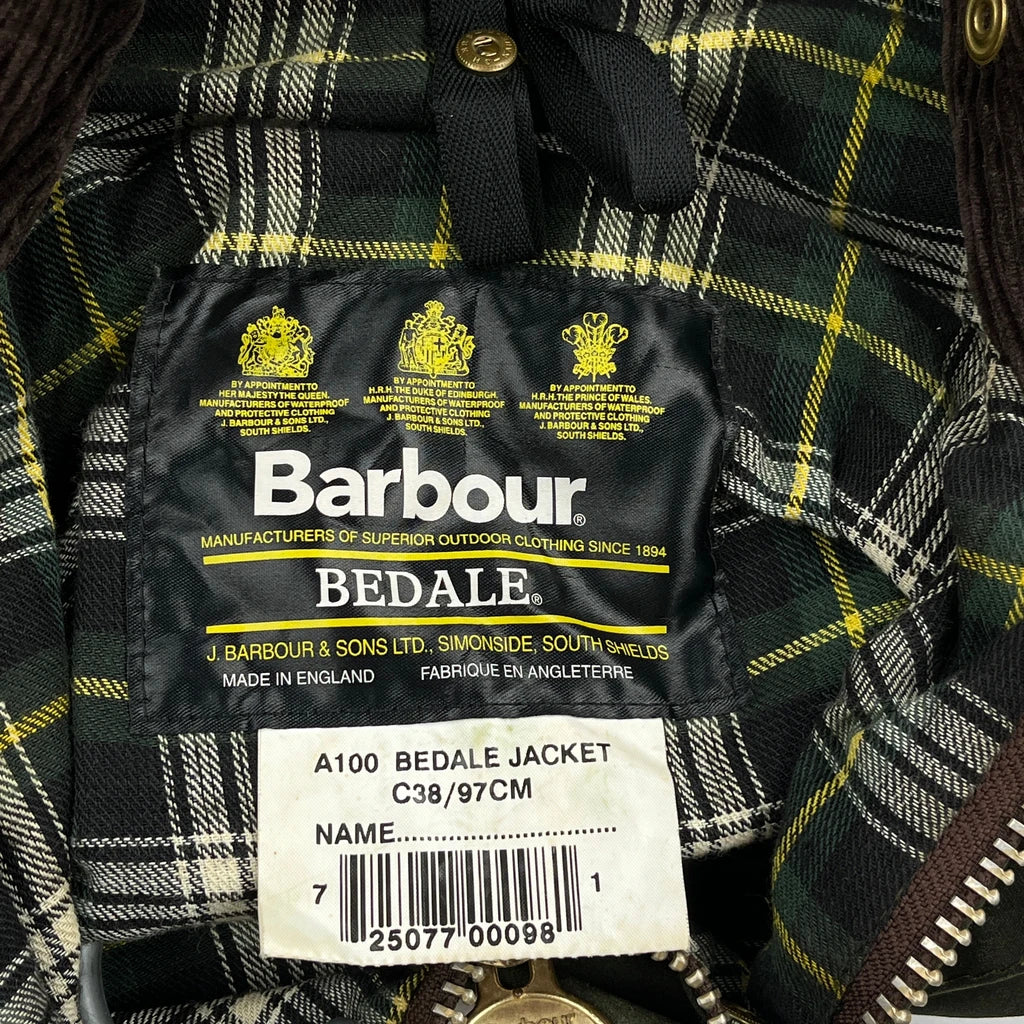 BY APPOINTMENT TO
HER MAJESTY THE QUEEN.
MANUFACTURERS OF WATERPROOF
AND PROTECTIVE CLOTHING
J. BARBOUR & SONS LTD.,
SOUTH SHIELDS.
BY APPOINTMENT TO
H.R.H. THE DUKE OF EDINBURGH.
MANUFACTURERS OF WATERPROOF
AND PROTECTIVE CLOTHING
J. BARBOUR & SONS LTD.,
SOUTH SHIELDS.
BY APPOINTMENT TO
H.R.H. THE PRINCE OF WALES.
MANUFACTURERS OF WATERPROOF
AND PROTECTIVE CLOTHING
J. BARBOUR & SONS LTD.,
SOUTH SHIELDS.
Barbour®
MANUFACTURERS OF SUPERIOR OUTDOOR CLOTHING SINCE 1894
BEDALE®
J. BARBOUR & SONS LTD., SIMONSIDE, SOUTH SHIELDS
MADE IN ENGLAND FABRIQUE EN ANGLETERRE
A100 BEDALE JACKET
C38/97CM
NAME..............................
7 25077 00098 1